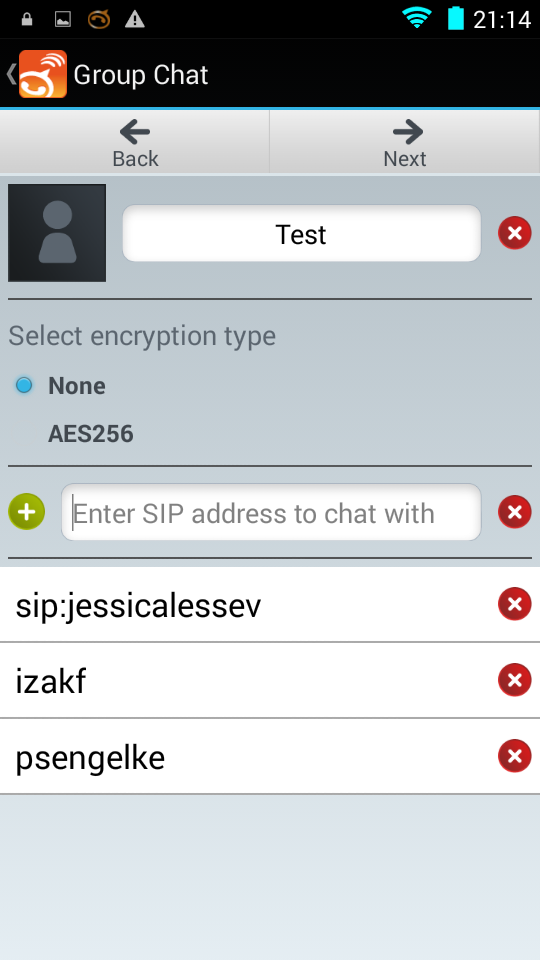 21:14
Group Chat
Back
Next
Test
Select encryption type
None
AES256
Enter SIP address to chat with
sip:jessicalessev
izakf
psengelke